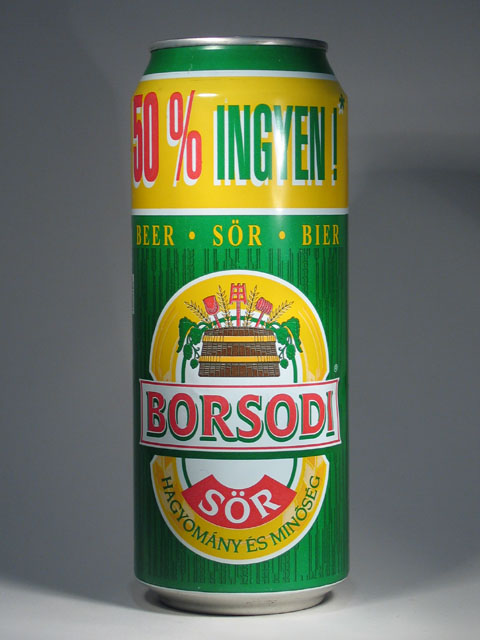 50 % INGYEN!*
BEER • SÖR • BIER
BORSODI®
SÖR
HAGYOMÁNY ÉS MINŐSÉG